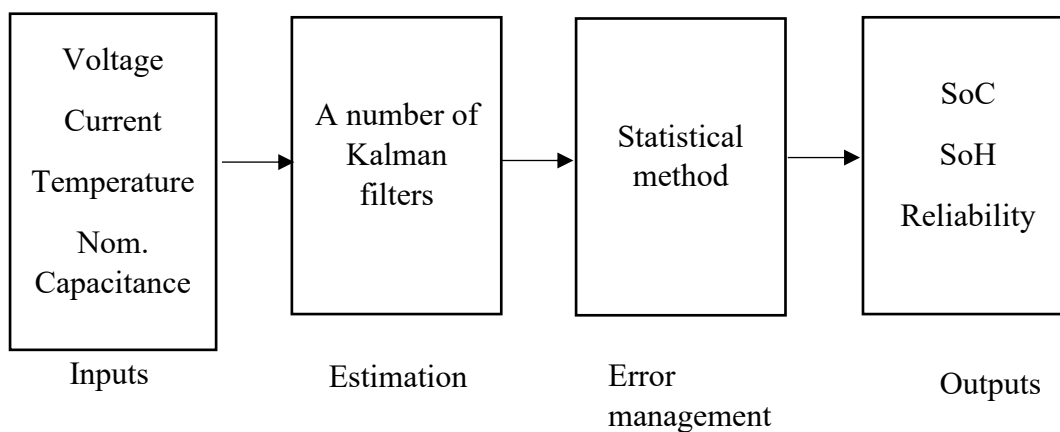 Voltage
Current
Temperature
Nom.
Capacitance
A number of
Kalman
filters
Statistical
method
SoC
SoH
Reliability
Inputs
Estimation
Error
management
Outputs